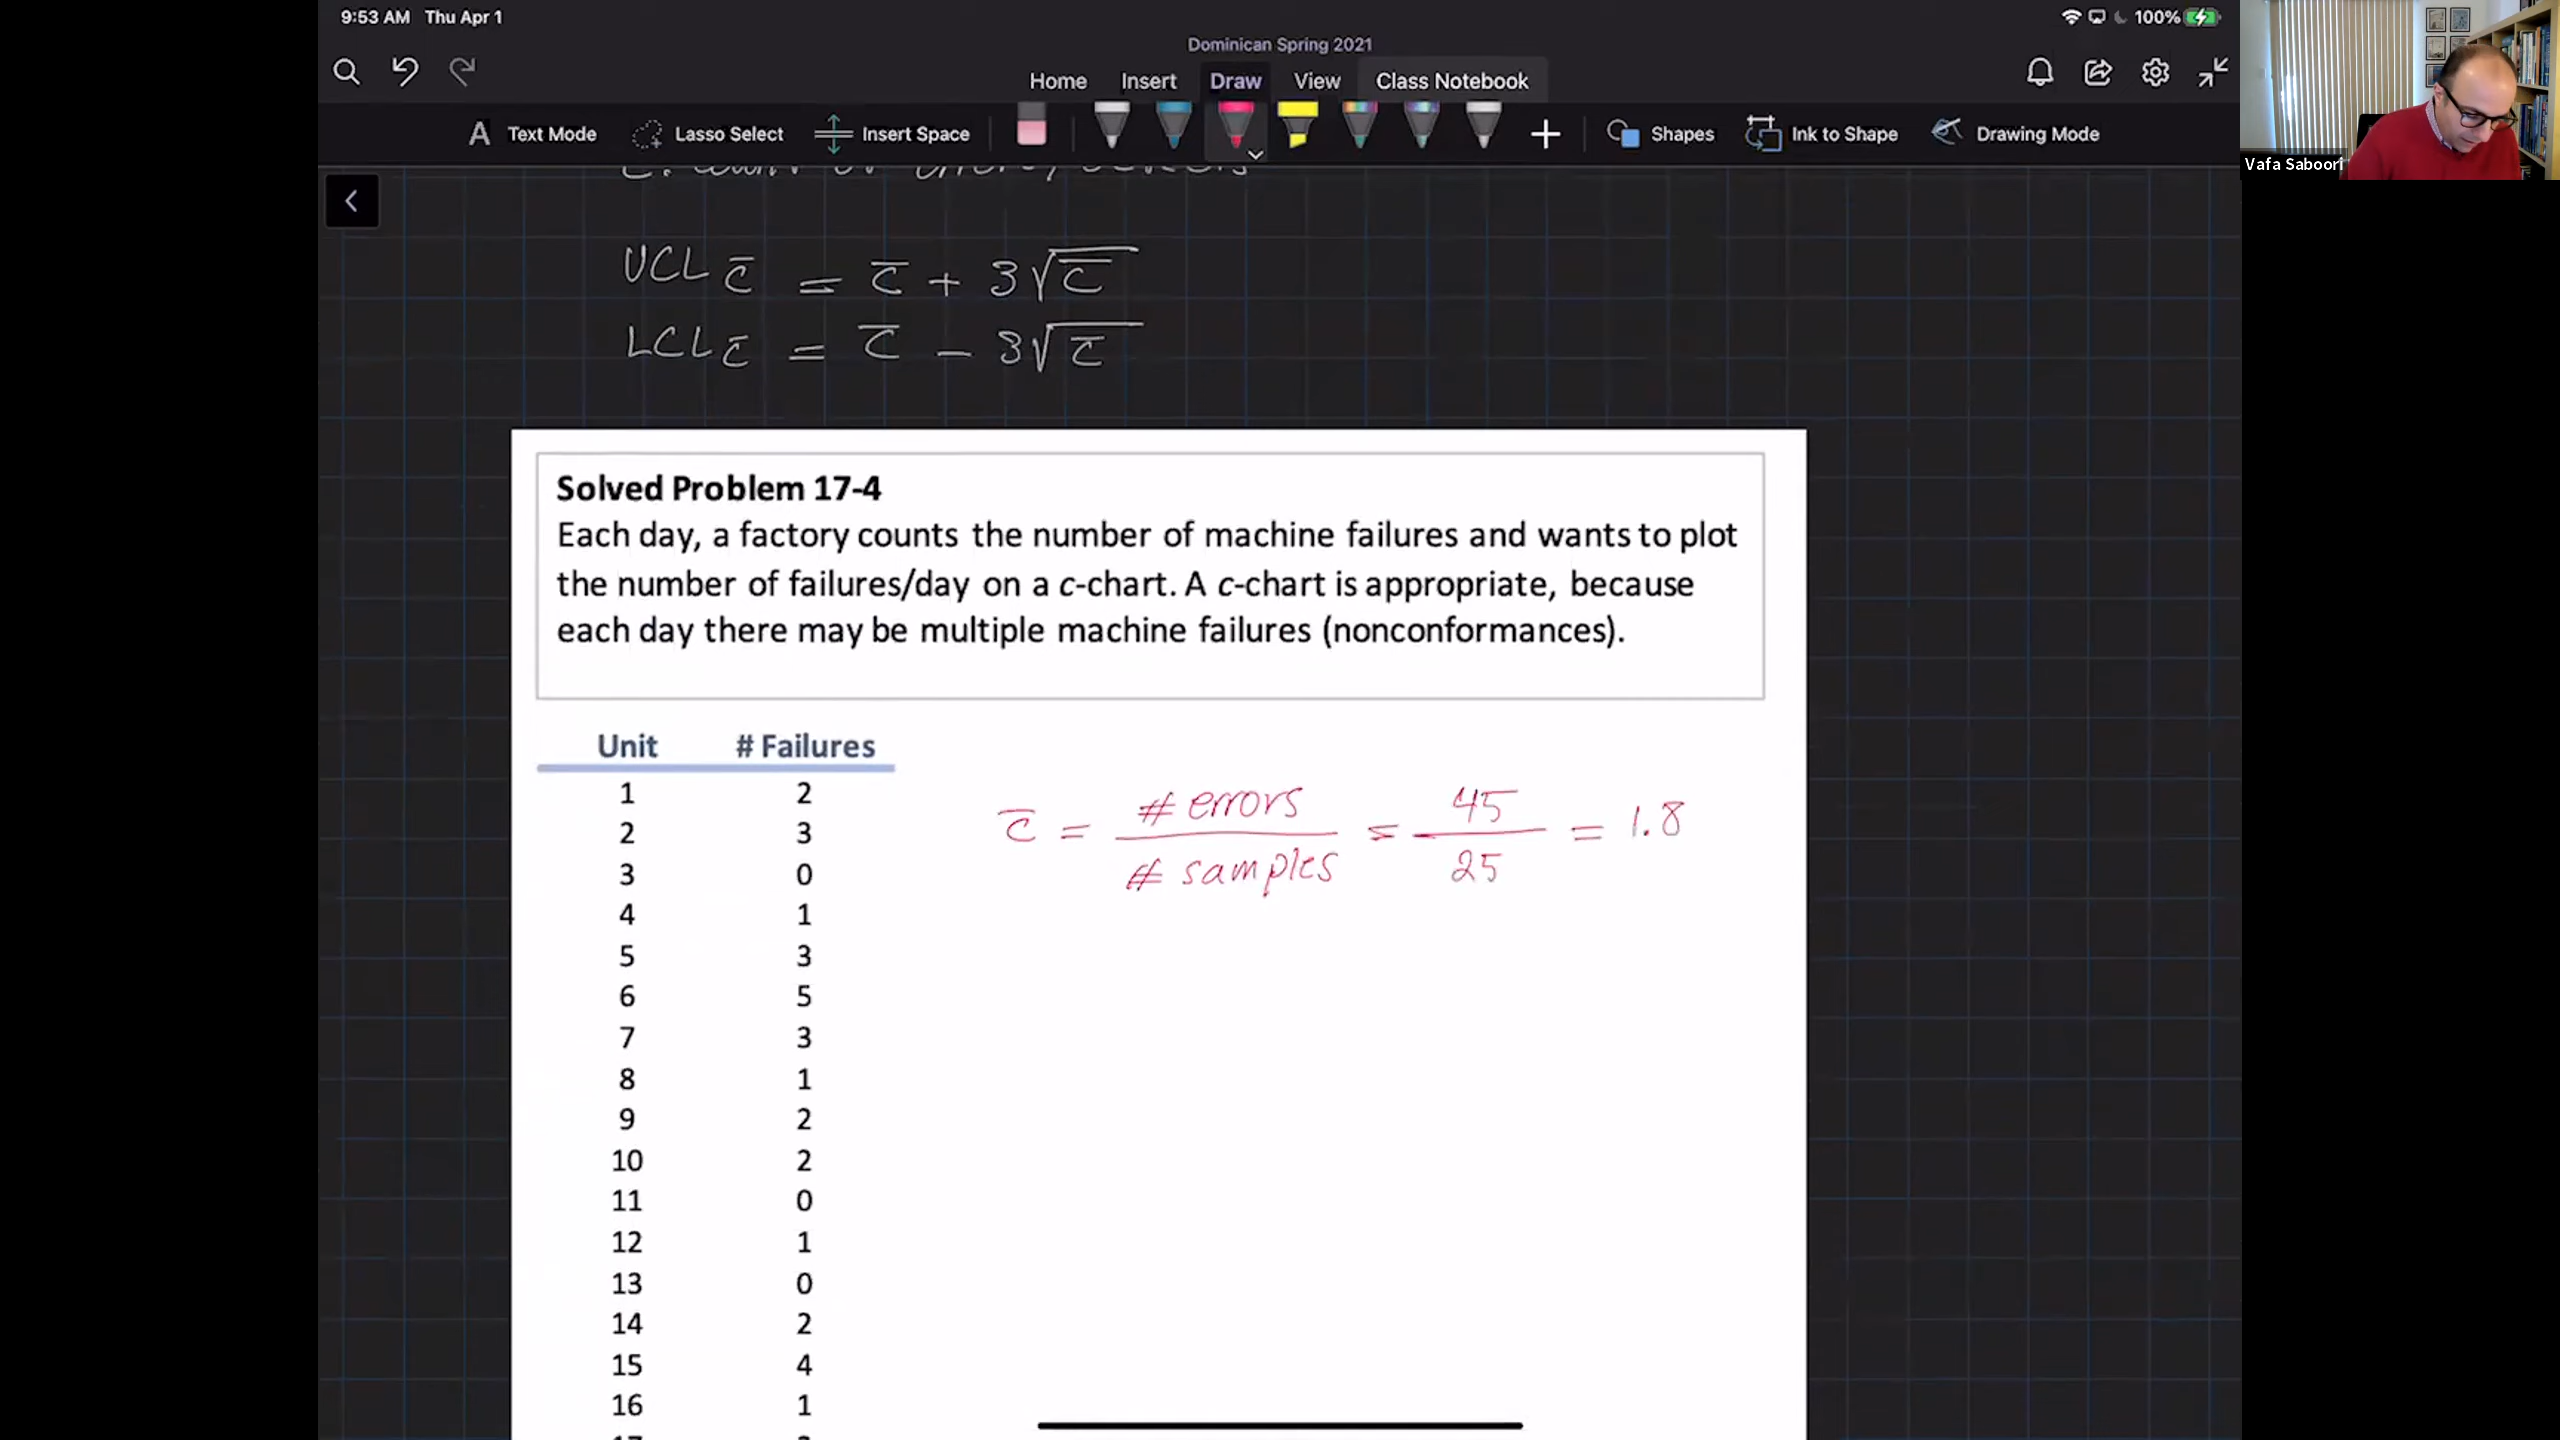 9:53 AM Thu Apr 1
100%
Dominican Spring 2021
Home Insert Draw View Class Notebook
A Text Mode Lasso Select Insert Space Shapes Ink to Shape Drawing Mode
Vafa Saboori
UCL c̄ = c̄ + 3√c̄
LCL c̄ = c̄ − 3√c̄
Solved Problem 17-4
Each day, a factory counts the number of machine failures and wants to plot
the number of failures/day on a c-chart. A c-chart is appropriate, because
each day there may be multiple machine failures (nonconformances).
Unit # Failures
1 2
2 3
3 0
4 1
5 3
6 5
7 3
8 1
9 2
10 2
11 0
12 1
13 0
14 2
15 4
16 1
c̄ = # errors / # samples = 45 / 25 = 1.8